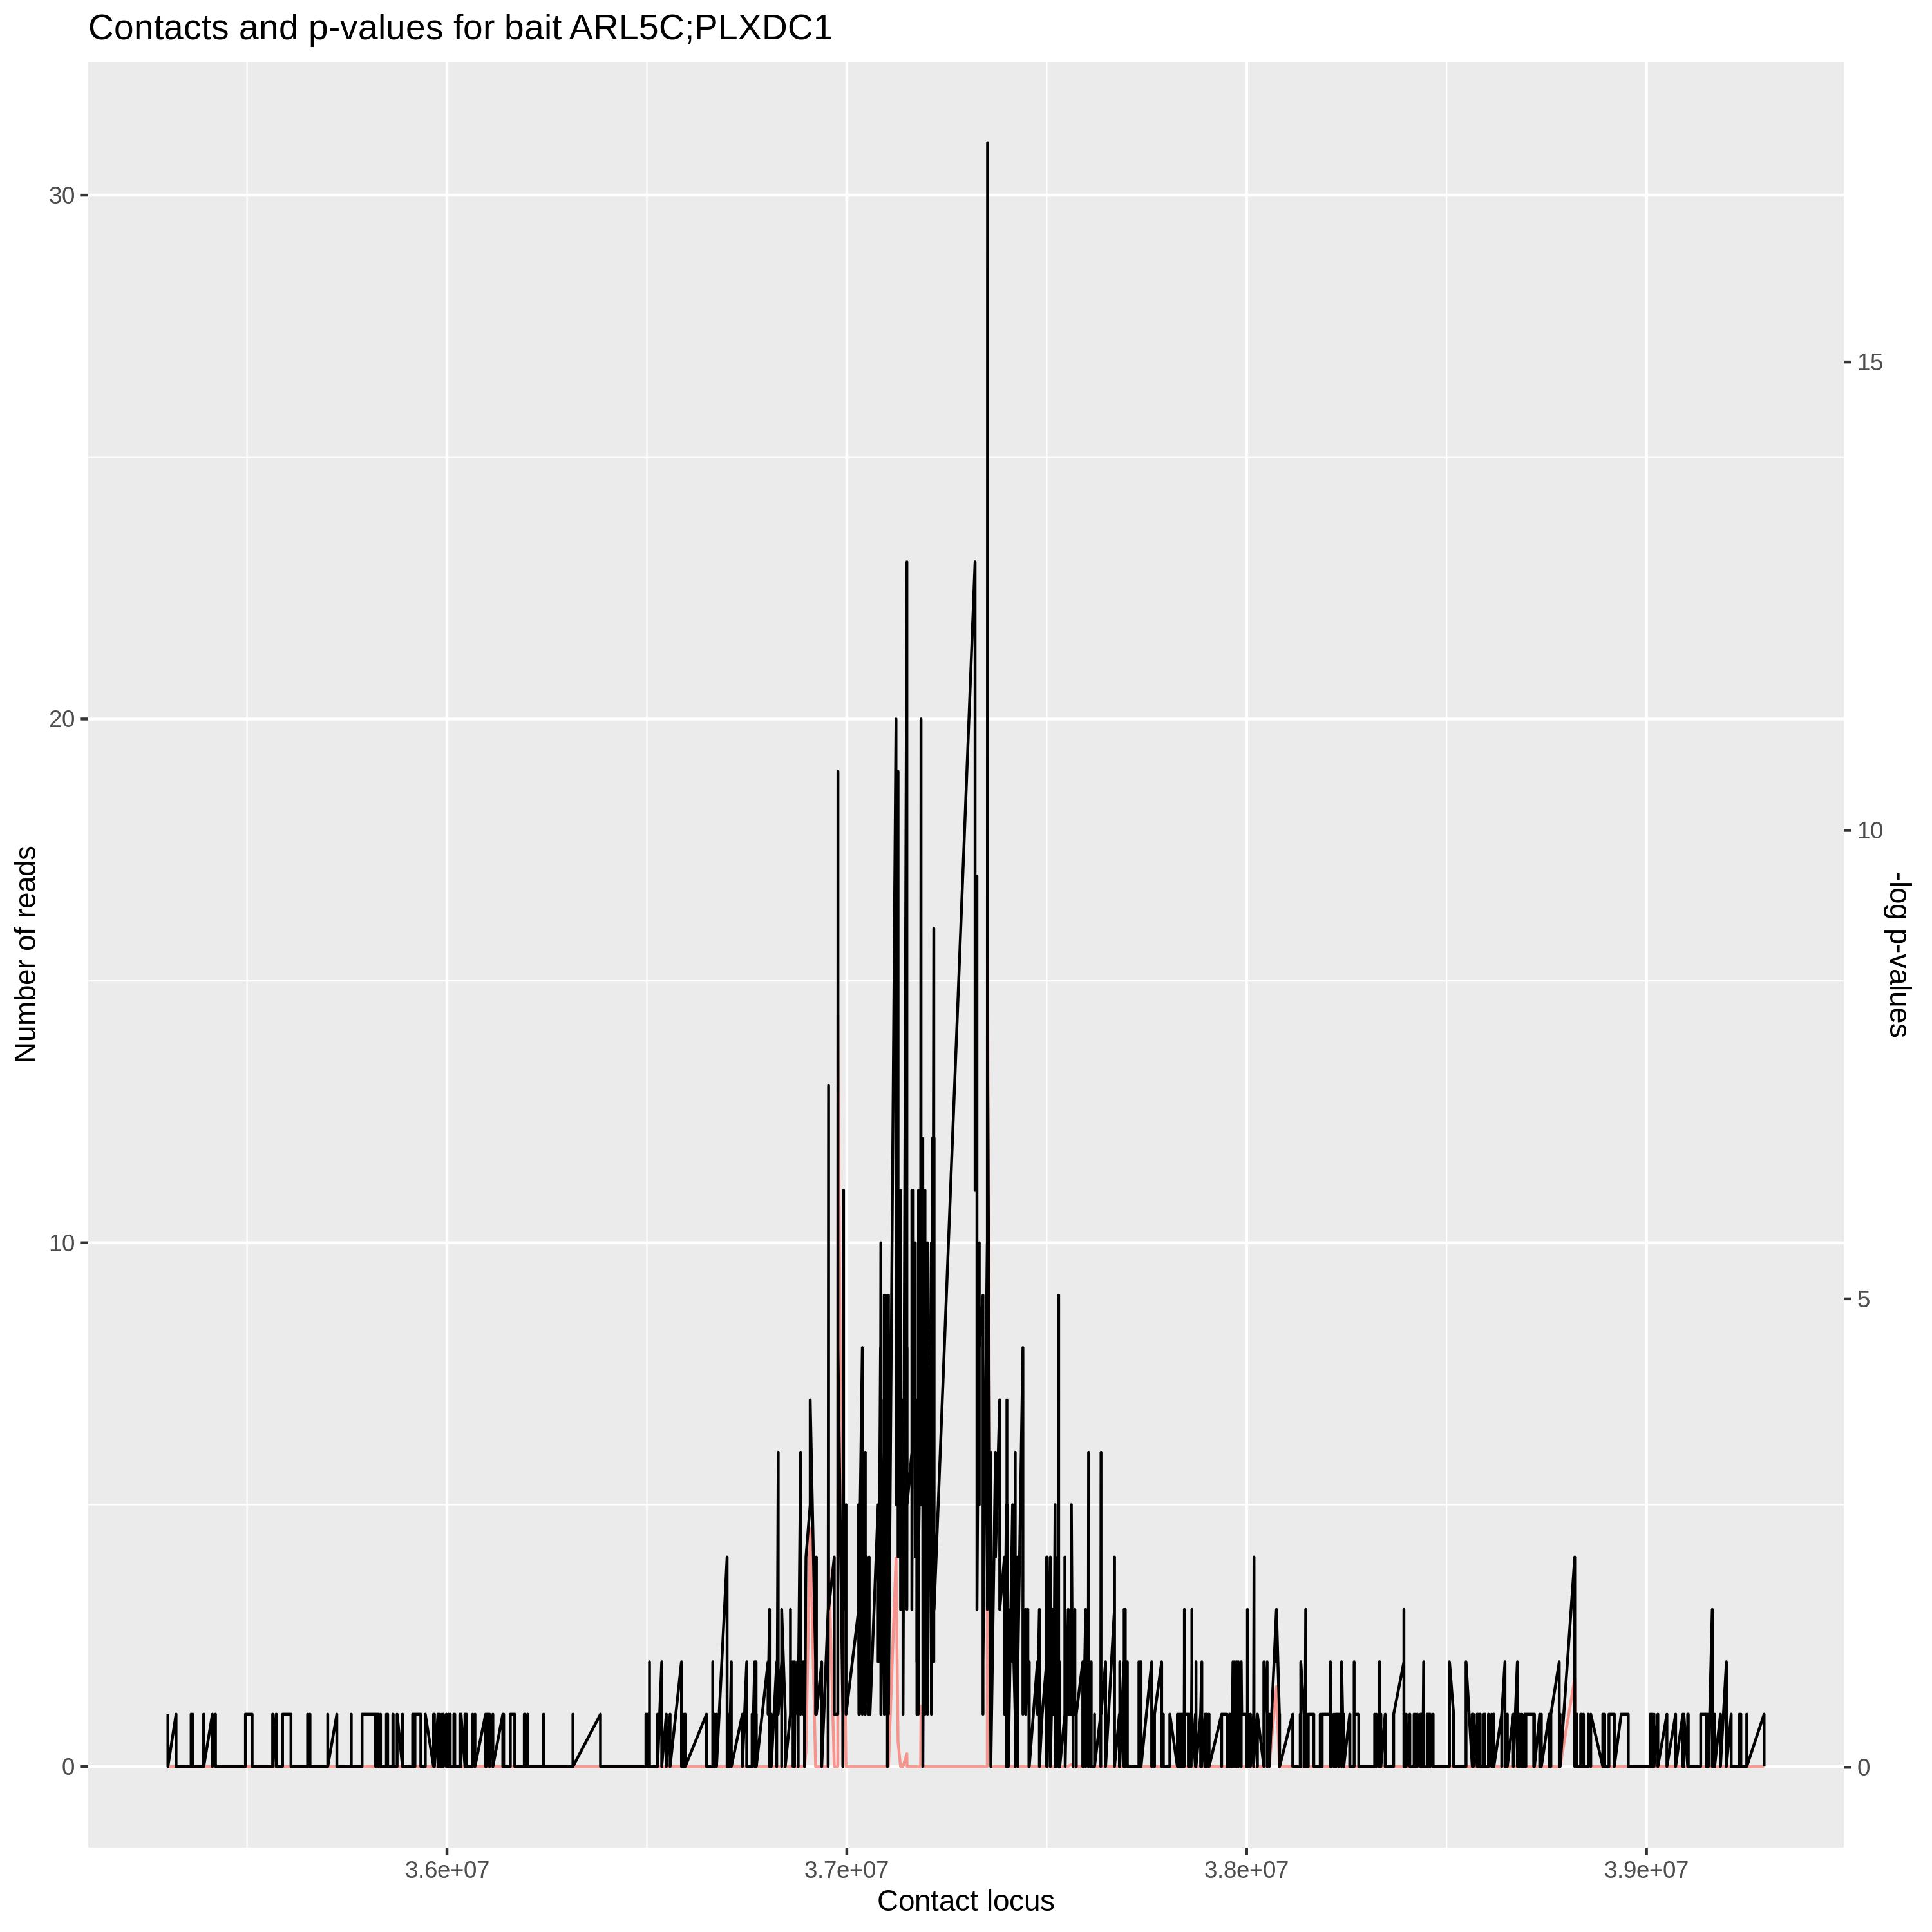 Contacts and p-values for bait ARL5C;PLXDC1
30
20
10
0
15
10
5
0
Number of reads
-log p-values
3.6e+07
3.7e+07
3.8e+07
3.9e+07
Contact locus